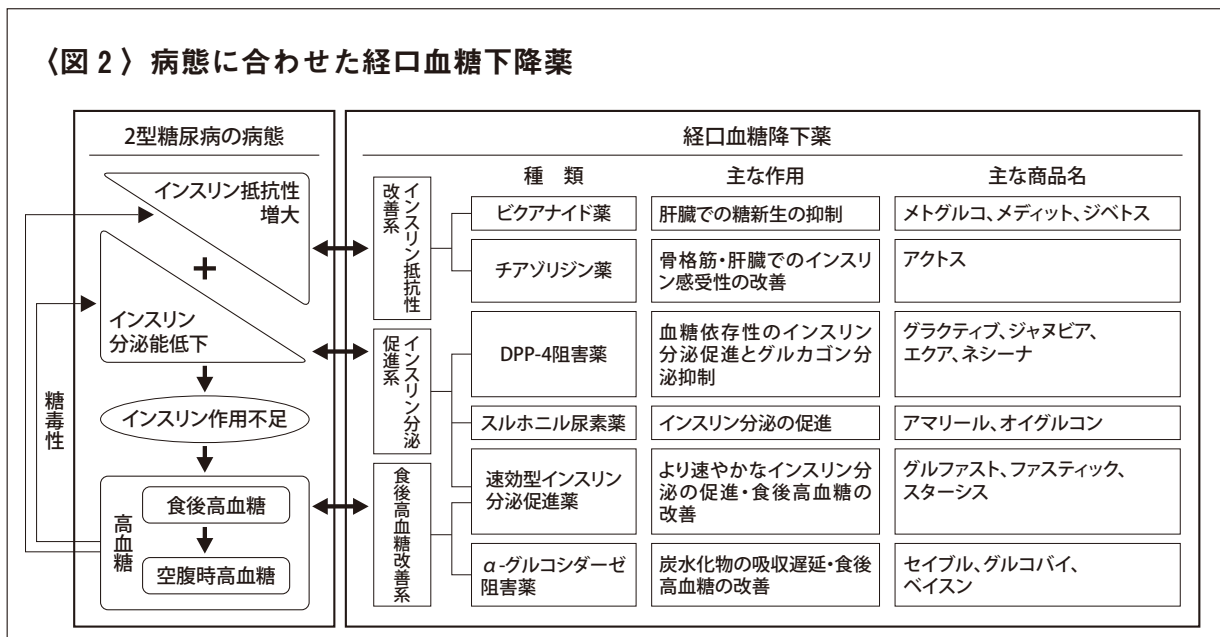 〈図2〉病態に合わせた経口血糖下降薬
2型糖尿病の病態
インスリン抵抗性
増大
+
インスリン
分泌能低下
インスリン作用不足
糖毒性
高血糖
食後高血糖
空腹時高血糖
経口血糖降下薬
種 類
主な作用
主な商品名
インスリン抵抗性
改善系
ビクアナイド薬
肝臓での糖新生の抑制
メトグルコ、メディット、ジベトス
チアゾリジン薬
骨格筋・肝臓でのインスリ
ン感受性の改善
アクトス
インスリン分泌
促進系
DPP-4阻害薬
血糖依存性のインスリン
分泌促進とグルカゴン分
泌抑制
グラクティブ、ジャヌビア、
エクア、ネシーナ
スルホニル尿素薬
インスリン分泌の促進
アマリール、オイグルコン
食後高血糖改善系
速効型インスリン
分泌促進薬
より速やかなインスリン分
泌の促進・食後高血糖の
改善
グルファスト、ファスティック、
スターシス
α-グルコシダーゼ
阻害薬
炭水化物の吸収遅延・食後
高血糖の改善
セイブル、グルコバイ、
ベイスン